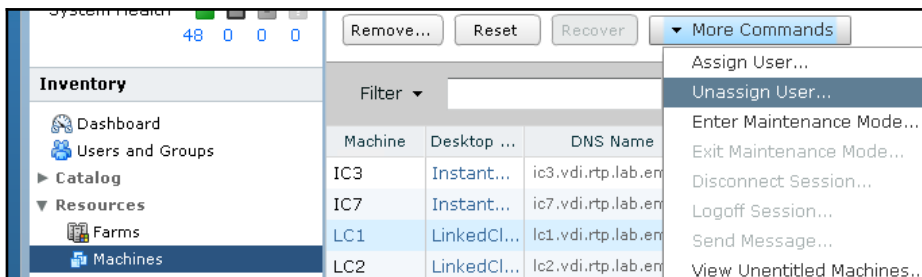 System Health
48 0 0 0
Inventory
Dashboard
Users and Groups
Catalog
Resources
Farms
Machines
Remove... Reset Recover More Commands
Filter
Machine Desktop ... DNS Name
IC3 Instant... ic3.vdi.rtp.lab.em
IC7 Instant... ic7.vdi.rtp.lab.em
LC1 LinkedCl... lc1.vdi.rtp.lab.em
LC2 LinkedCl... lc2.vdi.rtp.lab.em
Assign User...
Unassign User...
Enter Maintenance Mode...
Exit Maintenance Mode...
Disconnect Session...
Logoff Session...
Send Message...
View Unentitled Machines...